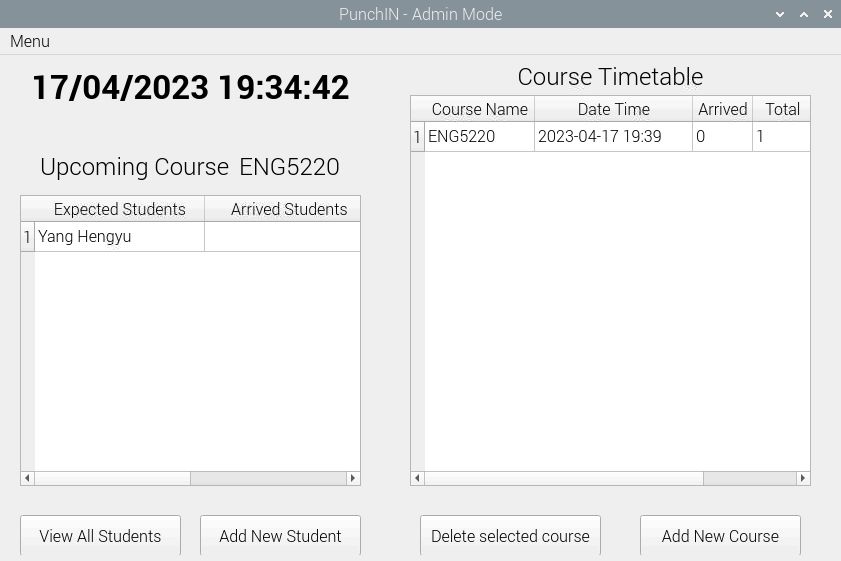 PunchIN - Admin Mode
Menu
17/04/2023 19:34:42
Upcoming Course ENG5220
Expected Students Arrived Students
1 Yang Hengyu
View All Students Add New Student
Course Timetable
Course Name Date Time Arrived Total
1 ENG5220 2023-04-17 19:39 0 1
Delete selected course Add New Course